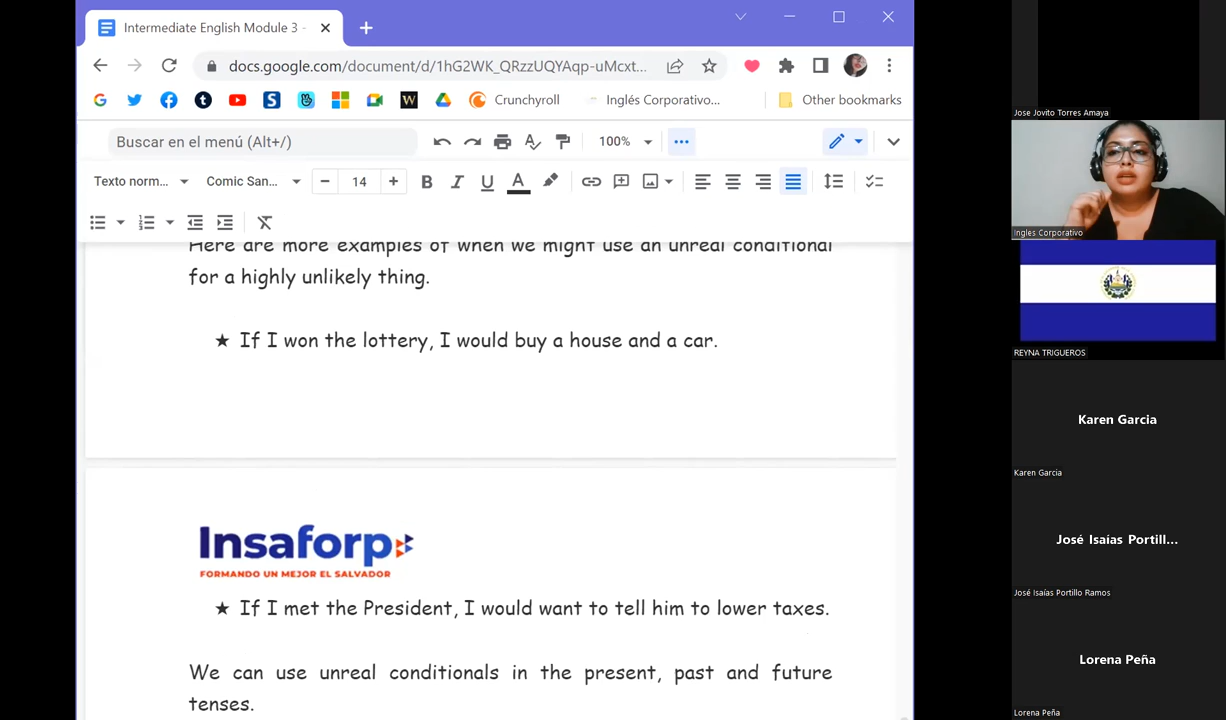 Intermediate English Module 3 -
docs.google.com/document/d/1hG2WK_QRzzUQYAqp-uMcxt...
Crunchyroll
Inglés Corporativo...
Other bookmarks
Buscar en el menú (Alt+/)
100%
Texto norm...
Comic San...
14
Here are more examples of when we might use an unreal conditional
for a highly unlikely thing.
★ If I won the lottery, I would buy a house and a car.
Insaforp
FORMANDO UN MEJOR EL SALVADOR
★ If I met the President, I would want to tell him to lower taxes.
We can use unreal conditionals in the present, past and future
tenses.
Jose Jovito Torres Amaya
Ingles Corporativo
REYNA TRIGUEROS
Karen Garcia
Karen Garcia
José Isaías Portill...
José Isaías Portillo Ramos
Lorena Peña
Lorena Peña